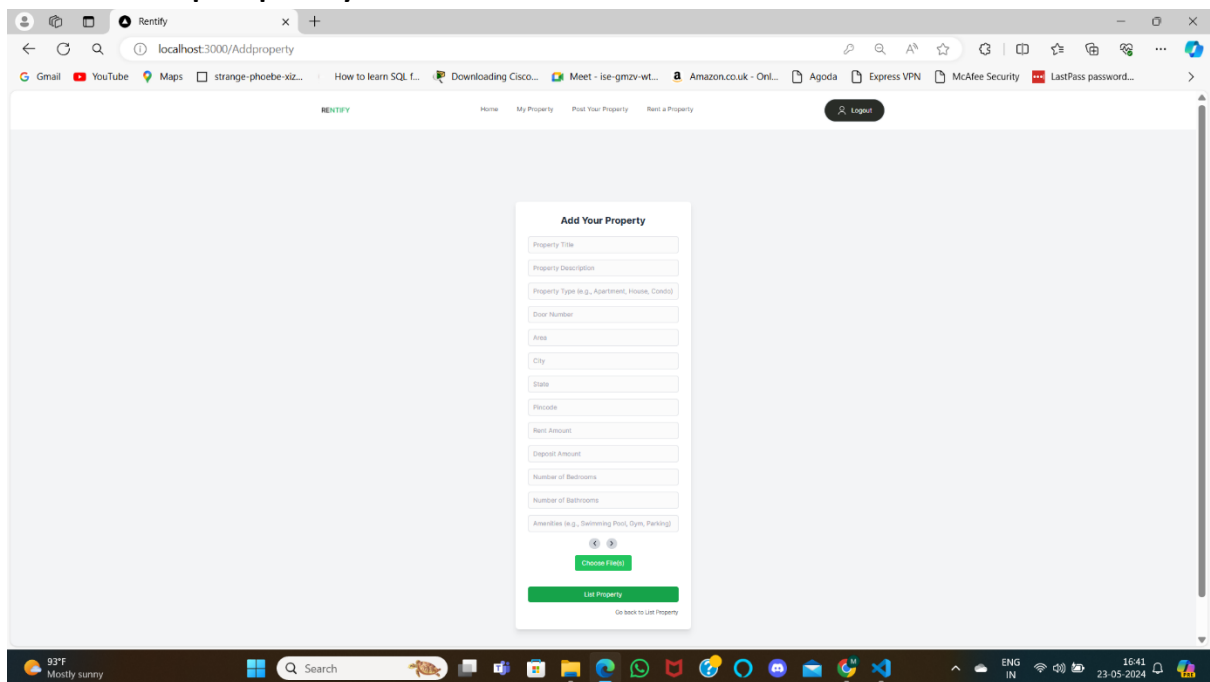 Rentify
localhost:3000/Addproperty
Gmail YouTube Maps strange-phoebe-xiz... How to learn SQL f... Downloading Cisco... Meet - ise-gmzv-wt... Amazon.co.uk - Onl... Agoda Express VPN McAfee Security LastPass password...
RENTIFY Home My Property Post Your Property Rent a Property Logout
Add Your Property
Property Title
Property Description
Property Type (e.g., Apartment, House, Condo)
Door Number
Area
City
State
Pincode
Rent Amount
Deposit Amount
Number of Bedrooms
Number of Bathrooms
Amenities (e.g., Swimming Pool, Gym, Parking)
Choose File(s)
List Property
Go back to List Property
93°F
Mostly sunny
Search
ENG
IN
16:41
23-05-2024